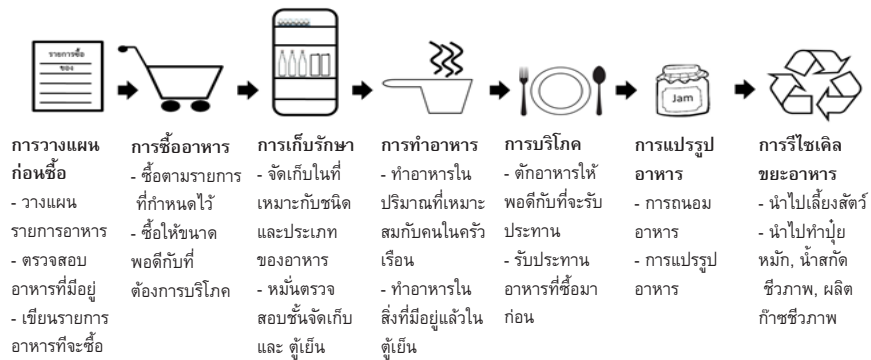 รายการซื้อ
ของ
Jam
การวางแผน
ก่อนซื้อ
- วางแผน
รายการอาหาร
- ตรวจสอบ
อาหารที่มีอยู่
- เขียนรายการ
อาหารทีจะซื้อ
การซื้ออาหาร
- ซื้อตามรายการ
ที่กำหนดไว้
- ซื้อให้ขนาด
พอดีกับที่
ต้องการบริโภค
การเก็บรักษา
- จัดเก็บในที่
เหมาะกับชนิด
และประเภท
ของอาหาร
- หมั่นตรวจ
สอบชั้นจัดเก็บ
และ ตู้เย็น
การทำอาหาร
- ทำอาหารใน
ปริมาณที่เหมาะ
สมกับคนในครัว
เรือน
- ทำอาหารใน
สิ่งที่มีอยู่แล้วใน
ตู้เย็น
การบริโภค
- ตักอาหารให้
พอดีกับที่จะรับ
ประทาน
- รับประทาน
อาหารที่ซื้อมา
ก่อน
การแปรรูป
อาหาร
- การถนอม
อาหาร
- การแปรรูป
อาหาร
การรีไซเคิล
ขยะอาหาร
- นำไปเลี้ยงสัตว์
- นำไปทำปุ๋ย
หมัก, น้ำสกัด
ชีวภาพ, ผลิต
ก๊าซชีวภาพ